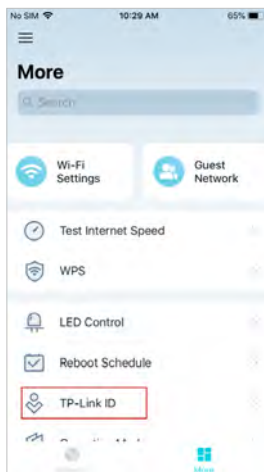 No SIM 10:29 AM 65%
More
Search
Wi-Fi
Settings
Guest
Network
Test Internet Speed
WPS
LED Control
Reboot Schedule
TP-Link ID
More